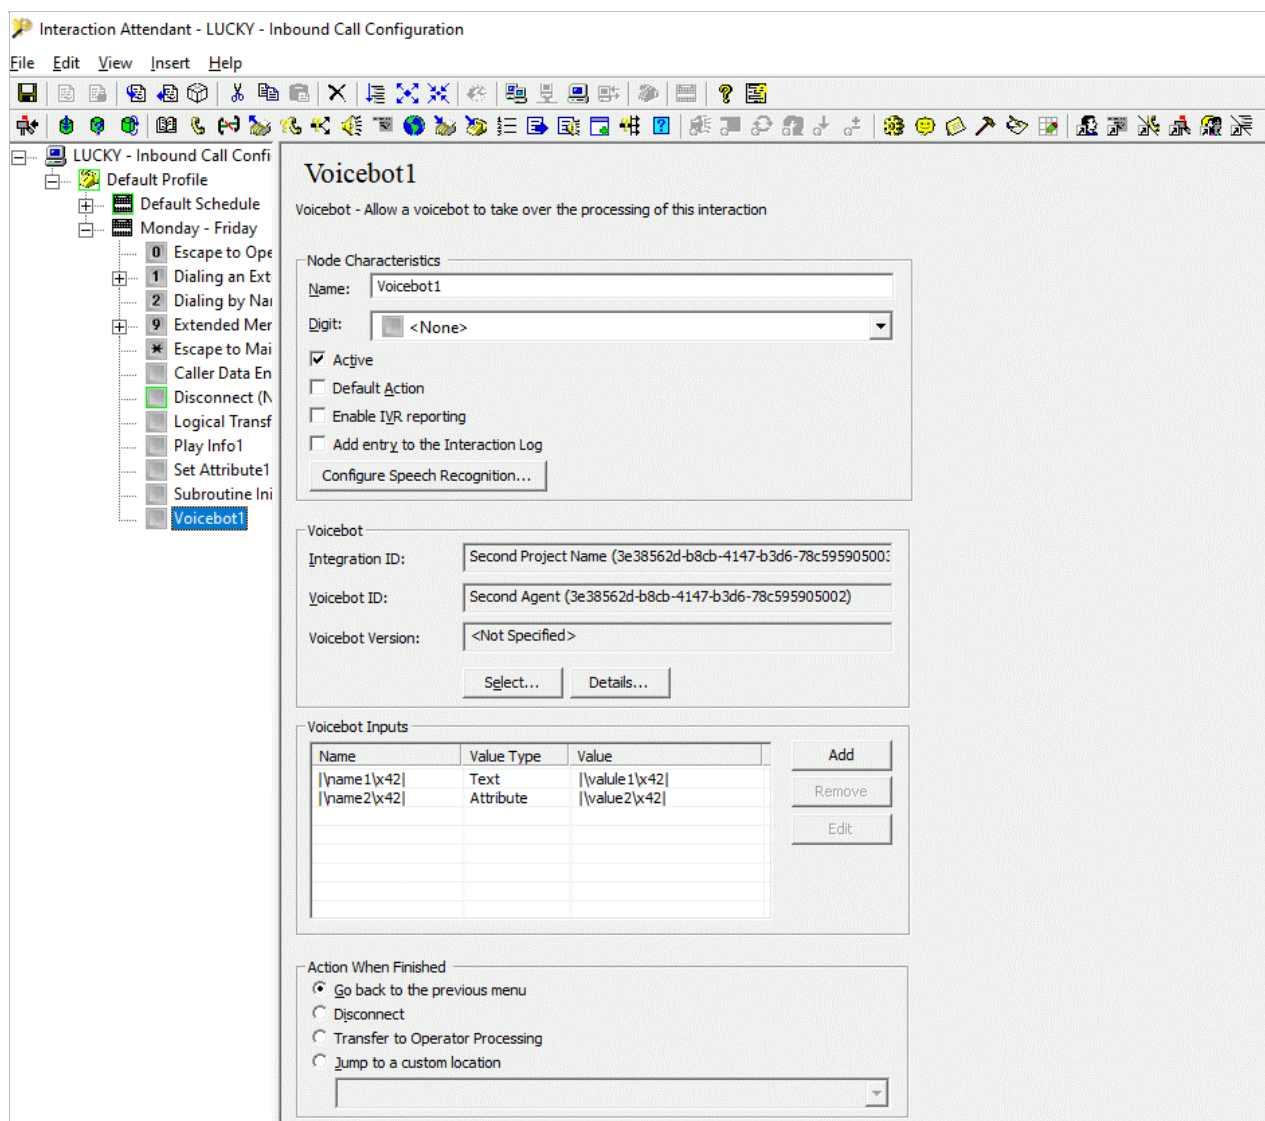 Interaction Attendant - LUCKY - Inbound Call Configuration
File Edit View Insert Help
LUCKY - Inbound Call Confi
Default Profile
Default Schedule
Monday - Friday
0 Escape to Ope
1 Dialing an Ext
2 Dialing by Nar
9 Extended Mer
* Escape to Mai
Caller Data En
Disconnect (N
Logical Transf
Play Info1
Set Attribute1
Subroutine Ini
Voicebot1
Voicebot1
Voicebot - Allow a voicebot to take over the processing of this interaction
Node Characteristics
Name: Voicebot1
Digit: <None>
Active
Default Action
Enable IVR reporting
Add entry to the Interaction Log
Configure Speech Recognition...
Voicebot
Integration ID: Second Project Name (3e38562d-b8cb-4147-b3d6-78c595905003
Voicebot ID: Second Agent (3e38562d-b8cb-4147-b3d6-78c595905002)
Voicebot Version: <Not Specified>
Select... Details...
Voicebot Inputs
Name Value Type Value
|\name1\x42| Text |\valule1\x42|
|\name2\x42| Attribute |\value2\x42|
Add
Remove
Edit
Action When Finished
Go back to the previous menu
Disconnect
Transfer to Operator Processing
Jump to a custom location